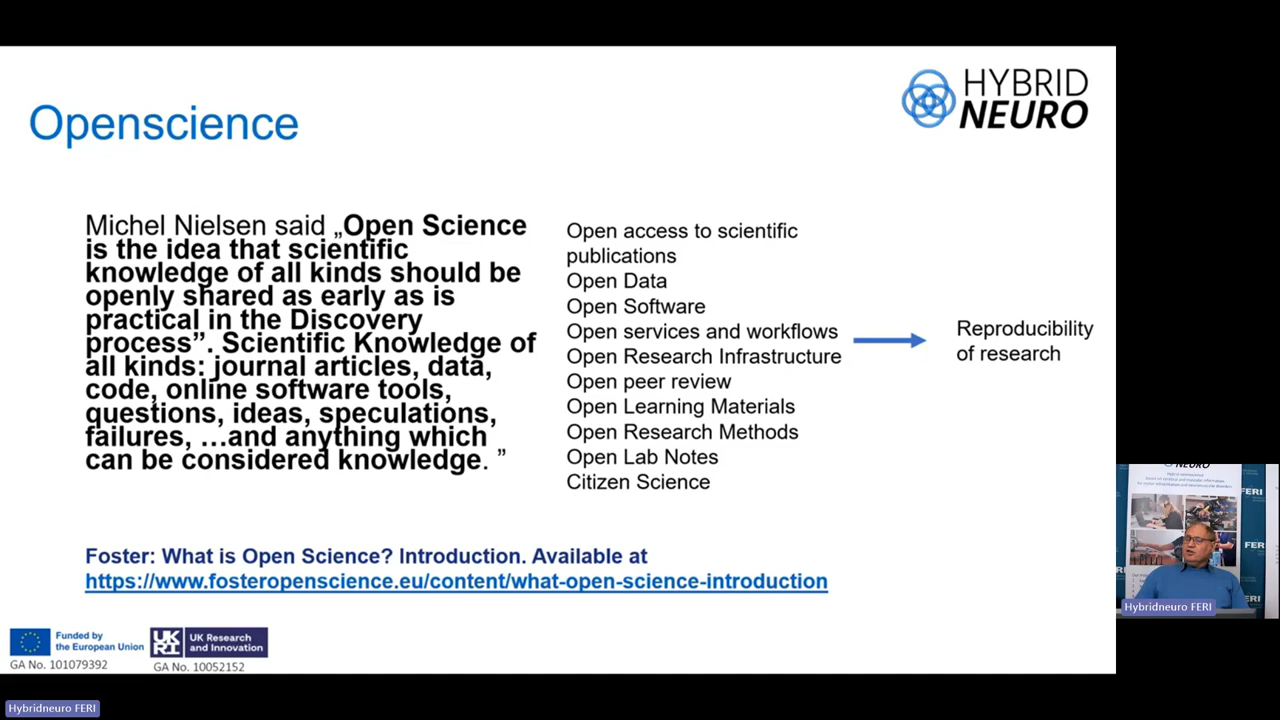 HYBRID
NEURO
Openscience
Michel Nielsen said „Open Science
is the idea that scientific
knowledge of all kinds should be
openly shared as early as is
practical in the Discovery
process”. Scientific Knowledge of
all kinds: journal articles, data,
code, online software tools,
questions, ideas, speculations,
failures, …and anything which
can be considered knowledge. ”
Open access to scientific
publications
Open Data
Open Software
Open services and workflows
Open Research Infrastructure
Open peer review
Open Learning Materials
Open Research Methods
Open Lab Notes
Citizen Science
Reproducibility
of research
Foster: What is Open Science? Introduction. Available at
https://www.fosteropenscience.eu/content/what-open-science-introduction
Funded by
the European Union
GA No. 101079392
UKRI
UK Research
and Innovation
GA No. 10052152
NEURO
FERI
FERI
Hybridneuro FERI
Hybridneuro FERI